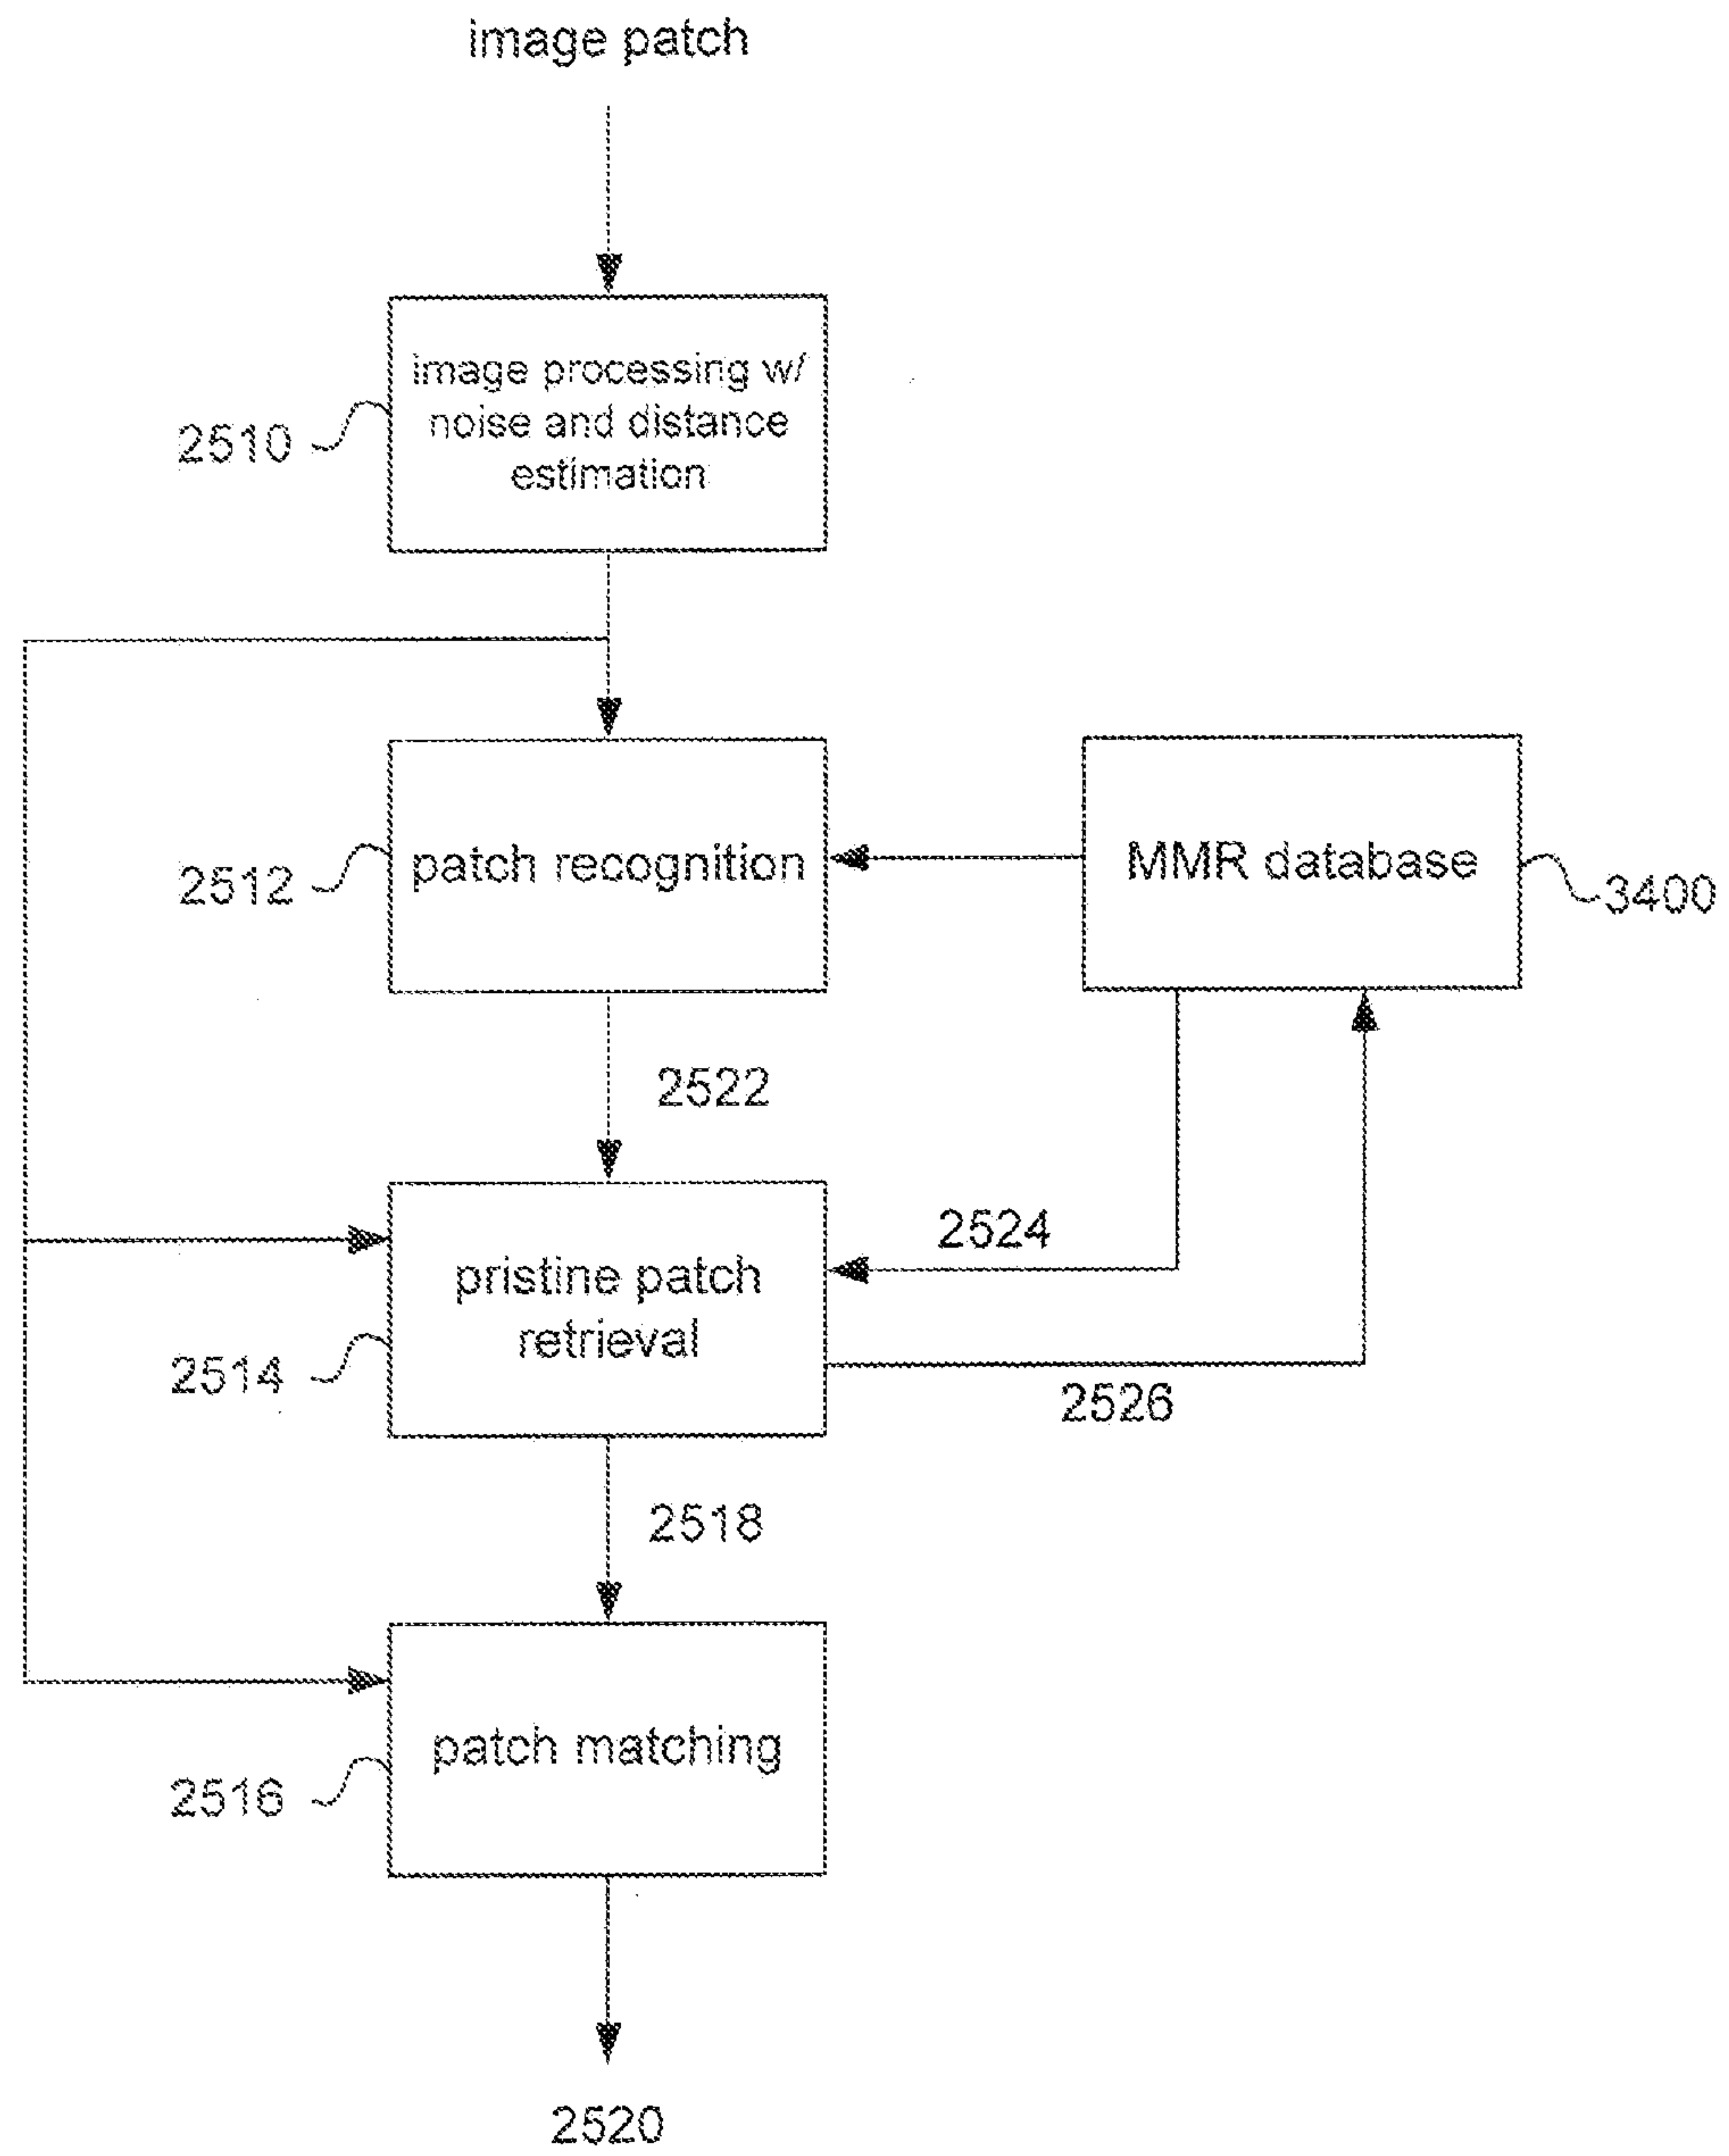 image patch
image processing w/
noise and distance
estimation
2510
patch recognition
2512
MMR database
3400
2522
2524
pristine patch
retrieval
2514
2526
2518
patch matching
2516
2520